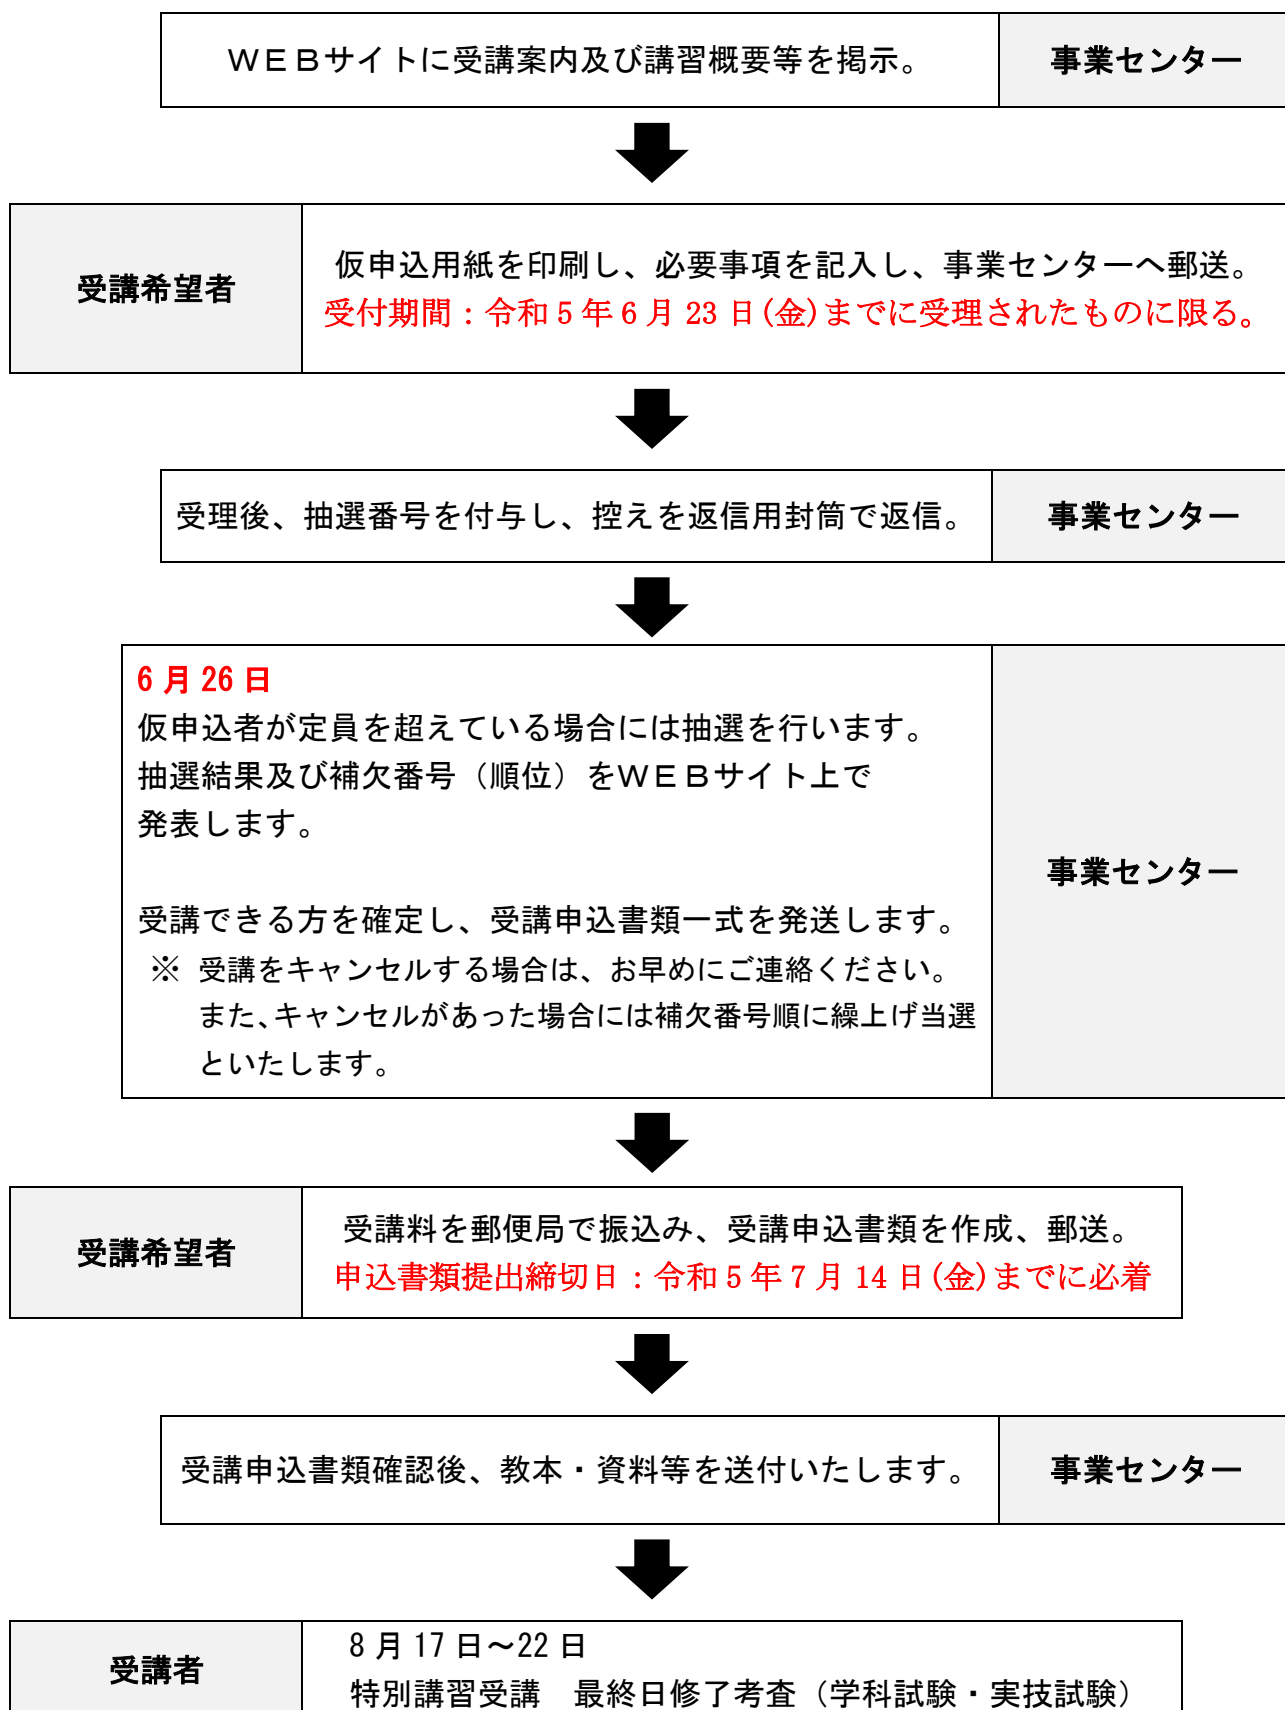 WEBサイトに受講案内及び講習概要等を掲示。
事業センター
受講希望者
仮申込用紙を印刷し、必要事項を記入し、事業センターへ郵送。
受付期間：令和5年6月23日(金)までに受理されたものに限る。
受理後、抽選番号を付与し、控えを返信用封筒で返信。
事業センター
6月26日
仮申込者が定員を超えている場合には抽選を行います。
抽選結果及び補欠番号（順位）をWEBサイト上で
発表します。
受講できる方を確定し、受講申込書類一式を発送します。
※ 受講をキャンセルする場合は、お早めにご連絡ください。
また、キャンセルがあった場合には補欠番号順に繰上げ当選
といたします。
事業センター
受講希望者
受講料を郵便局で振込み、受講申込書類を作成、郵送。
申込書類提出締切日：令和5年7月14日(金)までに必着
受講申込書類確認後、教本・資料等を送付いたします。
事業センター
受講者
8月17日～22日
特別講習受講　最終日修了考査（学科試験・実技試験）